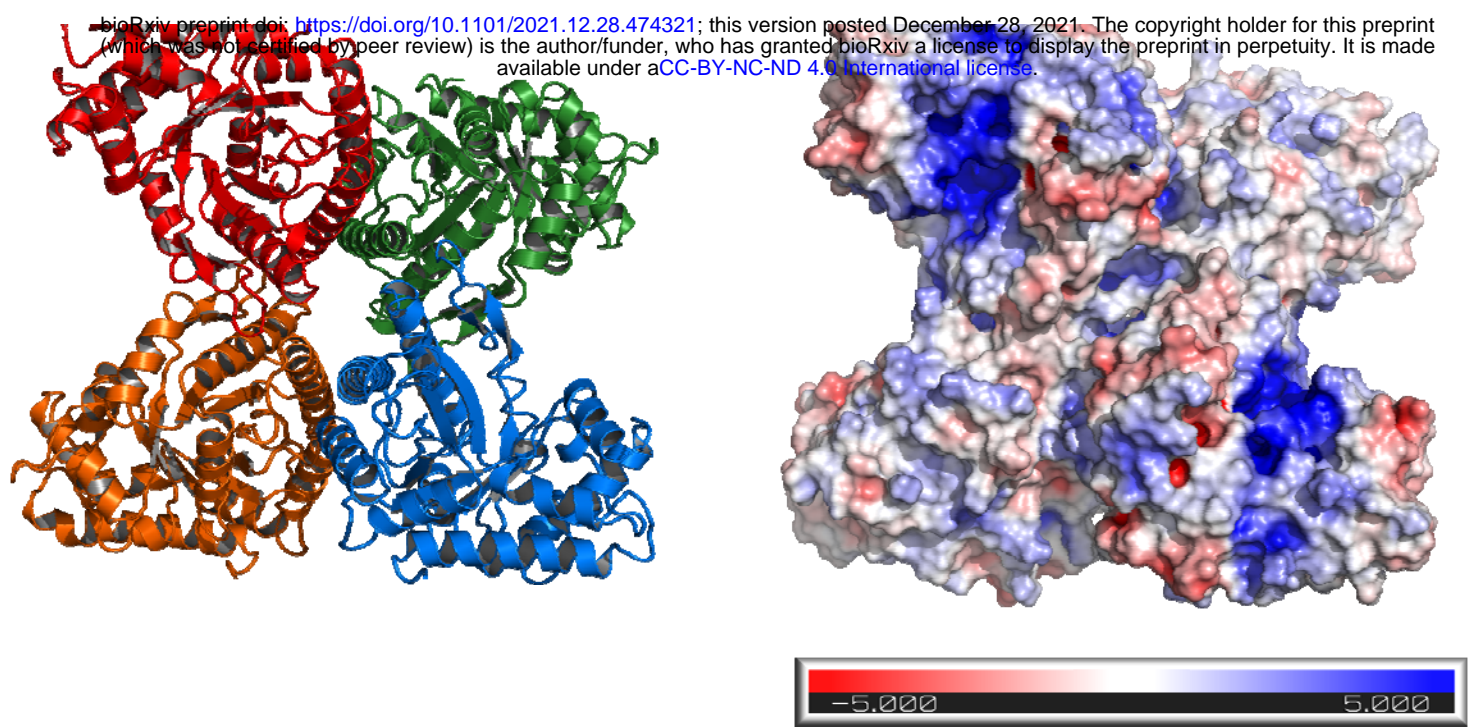 bioRxiv preprint doi: https://doi.org/10.1101/2021.12.28.474321; this version posted December 28, 2021. The copyright holder for this preprint
(which was not certified by peer review) is the author/funder, who has granted bioRxiv a license to display the preprint in perpetuity. It is made
available under aCC-BY-NC-ND 4.0 International license.
-5.000 5.000